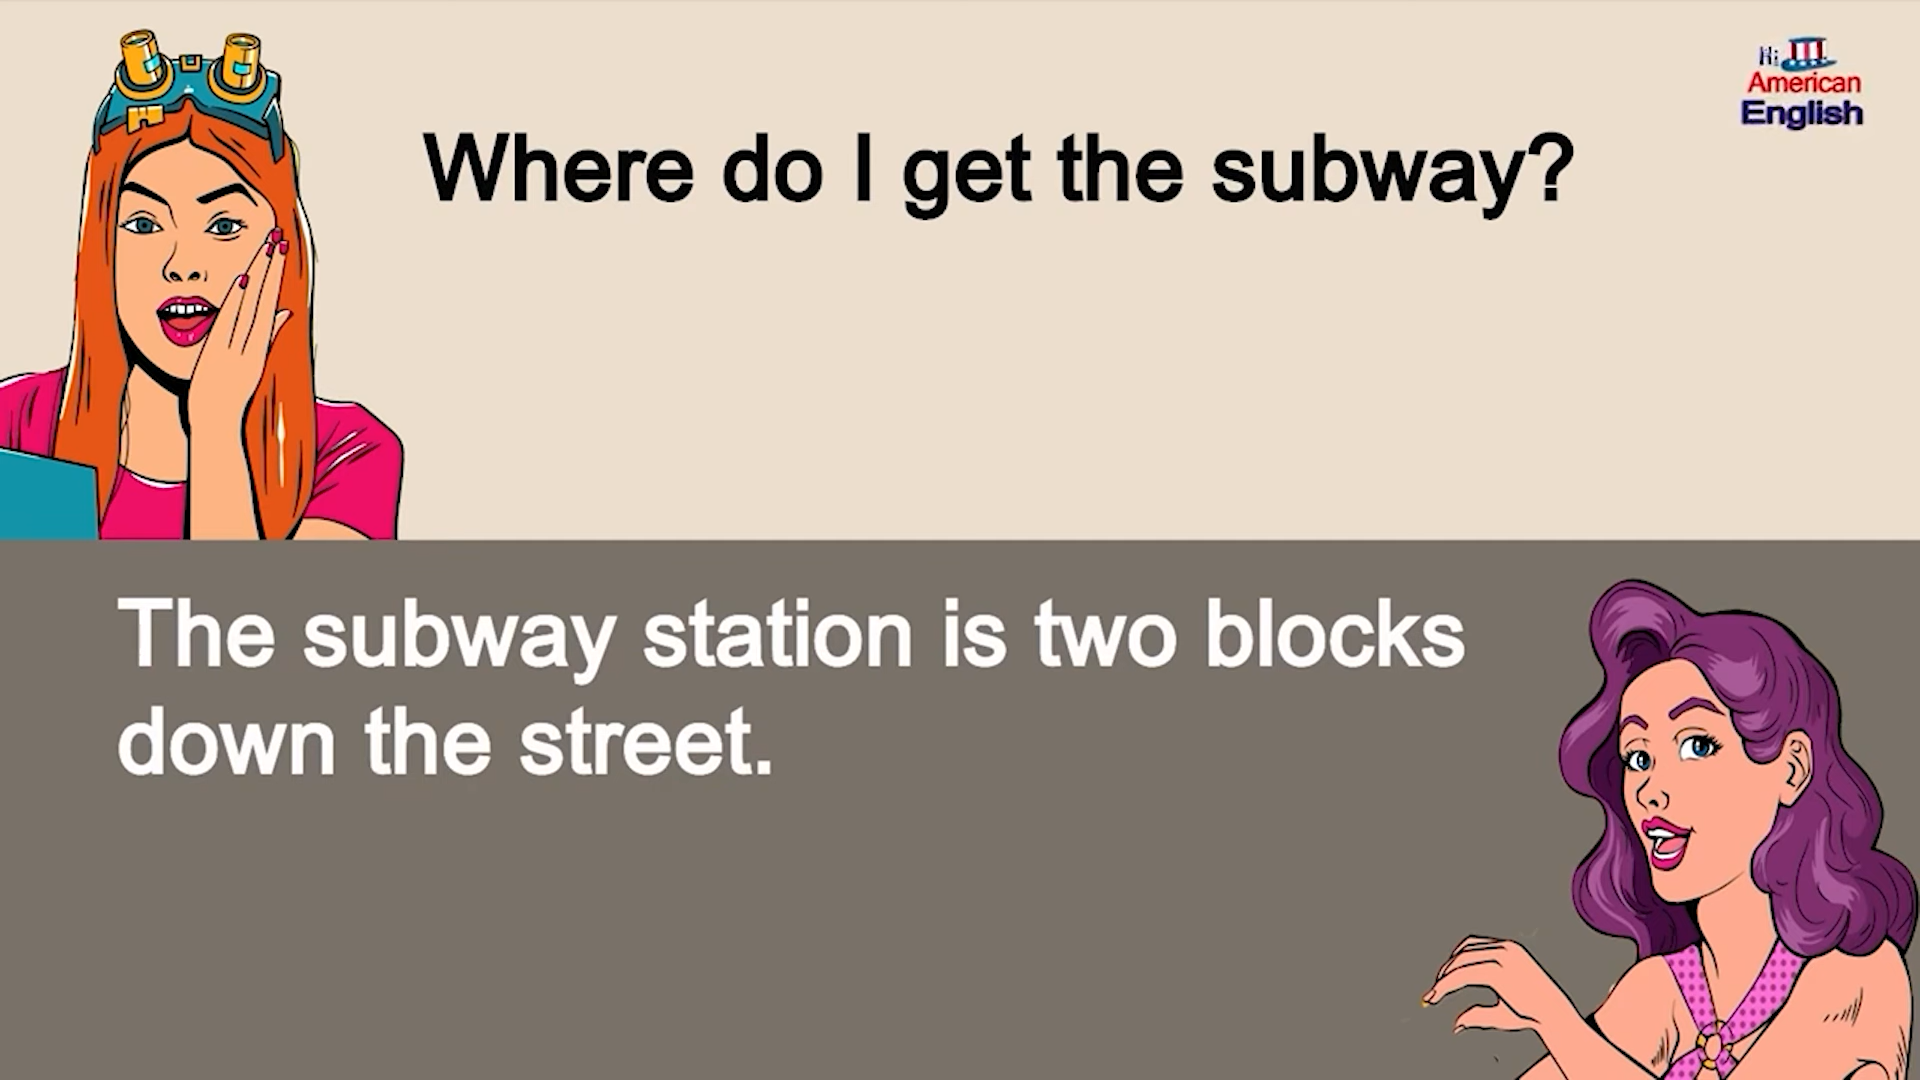 Hi
American
English
Where do I get the subway?
The subway station is two blocks
down the street.